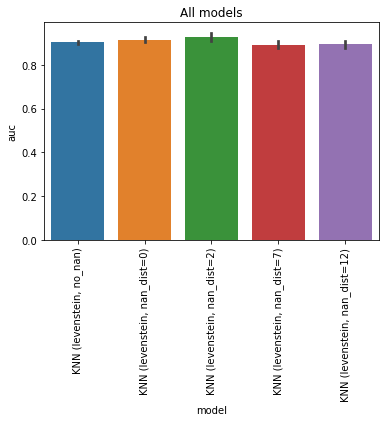 All models
auc
0.8
0.6
0.4
0.2
0.0
KNN (levenstein, no_nan)
KNN (levenstein, nan_dist=0)
KNN (levenstein, nan_dist=2)
KNN (levenstein, nan_dist=7)
KNN (levenstein, nan_dist=12)
model